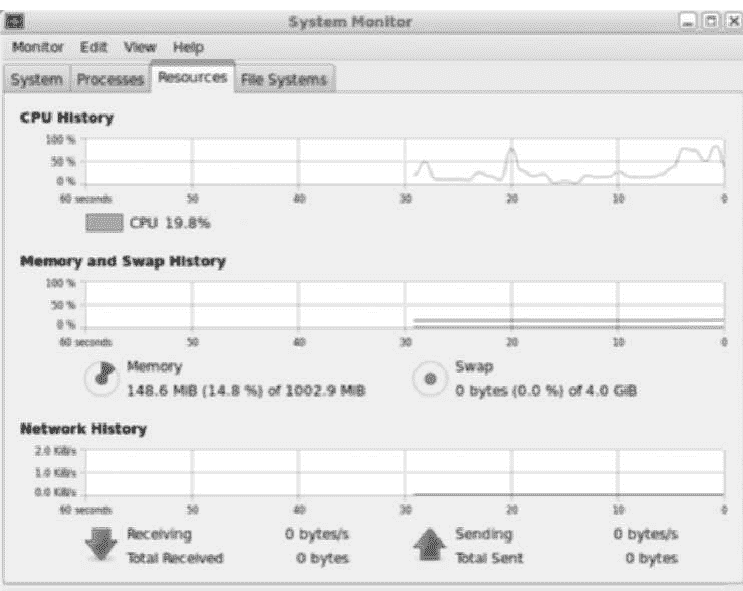 System Monitor
Monitor Edit View Help
System Processes Resources File Systems
CPU History
100 %
50 %
0 %
60 seconds 50 40 30 20 10 0
CPU 19.8%
Memory and Swap History
100 %
50 %
0 %
60 seconds 50 40 30 20 10 0
Memory Swap
148.6 MiB (14.8 %) of 1002.9 MiB 0 bytes (0.0 %) of 4.0 GiB
Network History
2.0 KiB/s
1.0 KiB/s
0.0 KiB/s
60 seconds 50 40 30 20 10 0
Receiving 0 bytes/s Sending 0 bytes/s
Total Received 0 bytes Total Sent 0 bytes